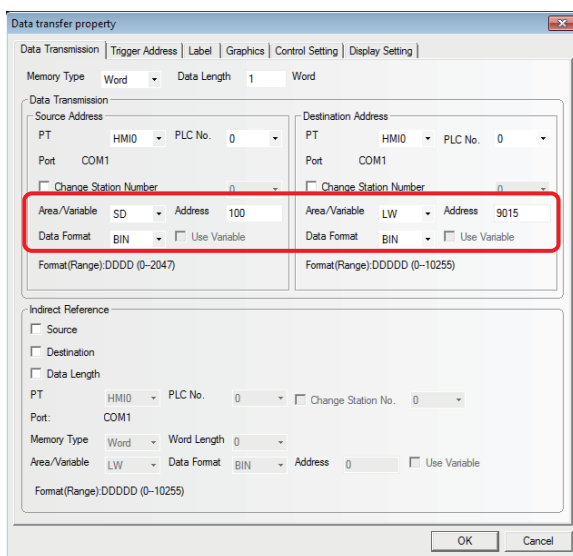 Data transfer property
Data Transmission Trigger Address Label Graphics Control Setting Display Setting
Memory Type Word Data Length 1 Word
Data Transmission
Source Address Destination Address
PT HMI0 PLC No. 0 PT HMI0 PLC No. 0
Port COM1 Port COM1
Change Station Number 0 Change Station Number 0
Area/Variable SD Address 100 Area/Variable LW Address 9015
Data Format BIN Use Variable Data Format BIN Use Variable
Format(Range):DDDD (0--2047) Format(Range):DDDDD (0--10255)
Indirect Reference
Source
Destination
Data Length
PT HMI0 PLC No. 0 Change Station No. 0
Port: COM1
Memory Type Word Word Length 0
Area/Variable LW Data Format BIN Address 0 Use Variable
Format(Range):DDDDD (0--10255)
OK Cancel